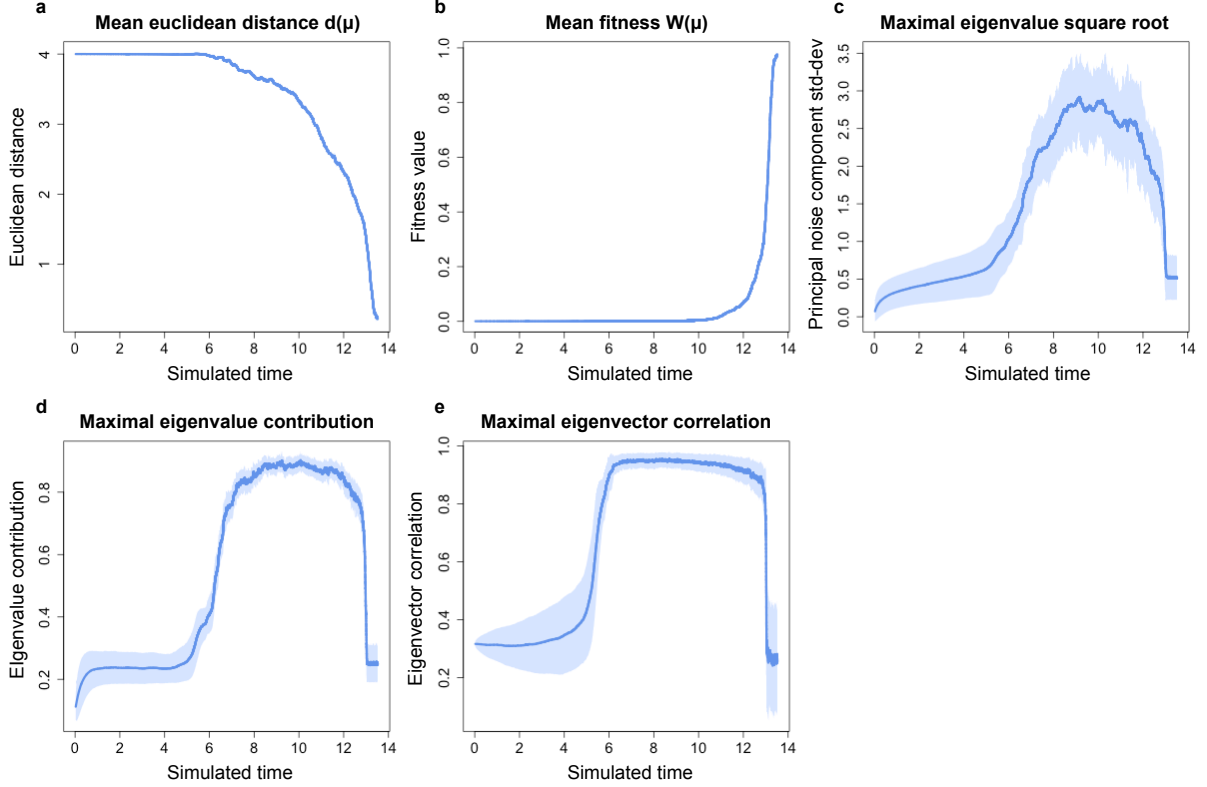 a
Mean euclidean distance d(μ)
Euclidean distance
4
3
2
1
0 2 4 6 8 10 12 14
Simulated time
b
Mean fitness W(μ)
Fitness value
1.0
0.8
0.6
0.4
0.2
0.0
0 2 4 6 8 10 12 14
Simulated time
c
Maximal eigenvalue square root
Principal noise component std-dev
3.5
3.0
2.5
2.0
1.5
1.0
0.5
0.0
0 2 4 6 8 10 12 14
Simulated time
d
Maximal eigenvalue contribution
EIgenvalue contribution
0.8
0.6
0.4
0.2
0 2 4 6 8 10 12 14
Simulated time
e
Maximal eigenvector correlation
Eigenvector correlation
1.0
0.8
0.6
0.4
0.2
0 2 4 6 8 10 12 14
Simulated time